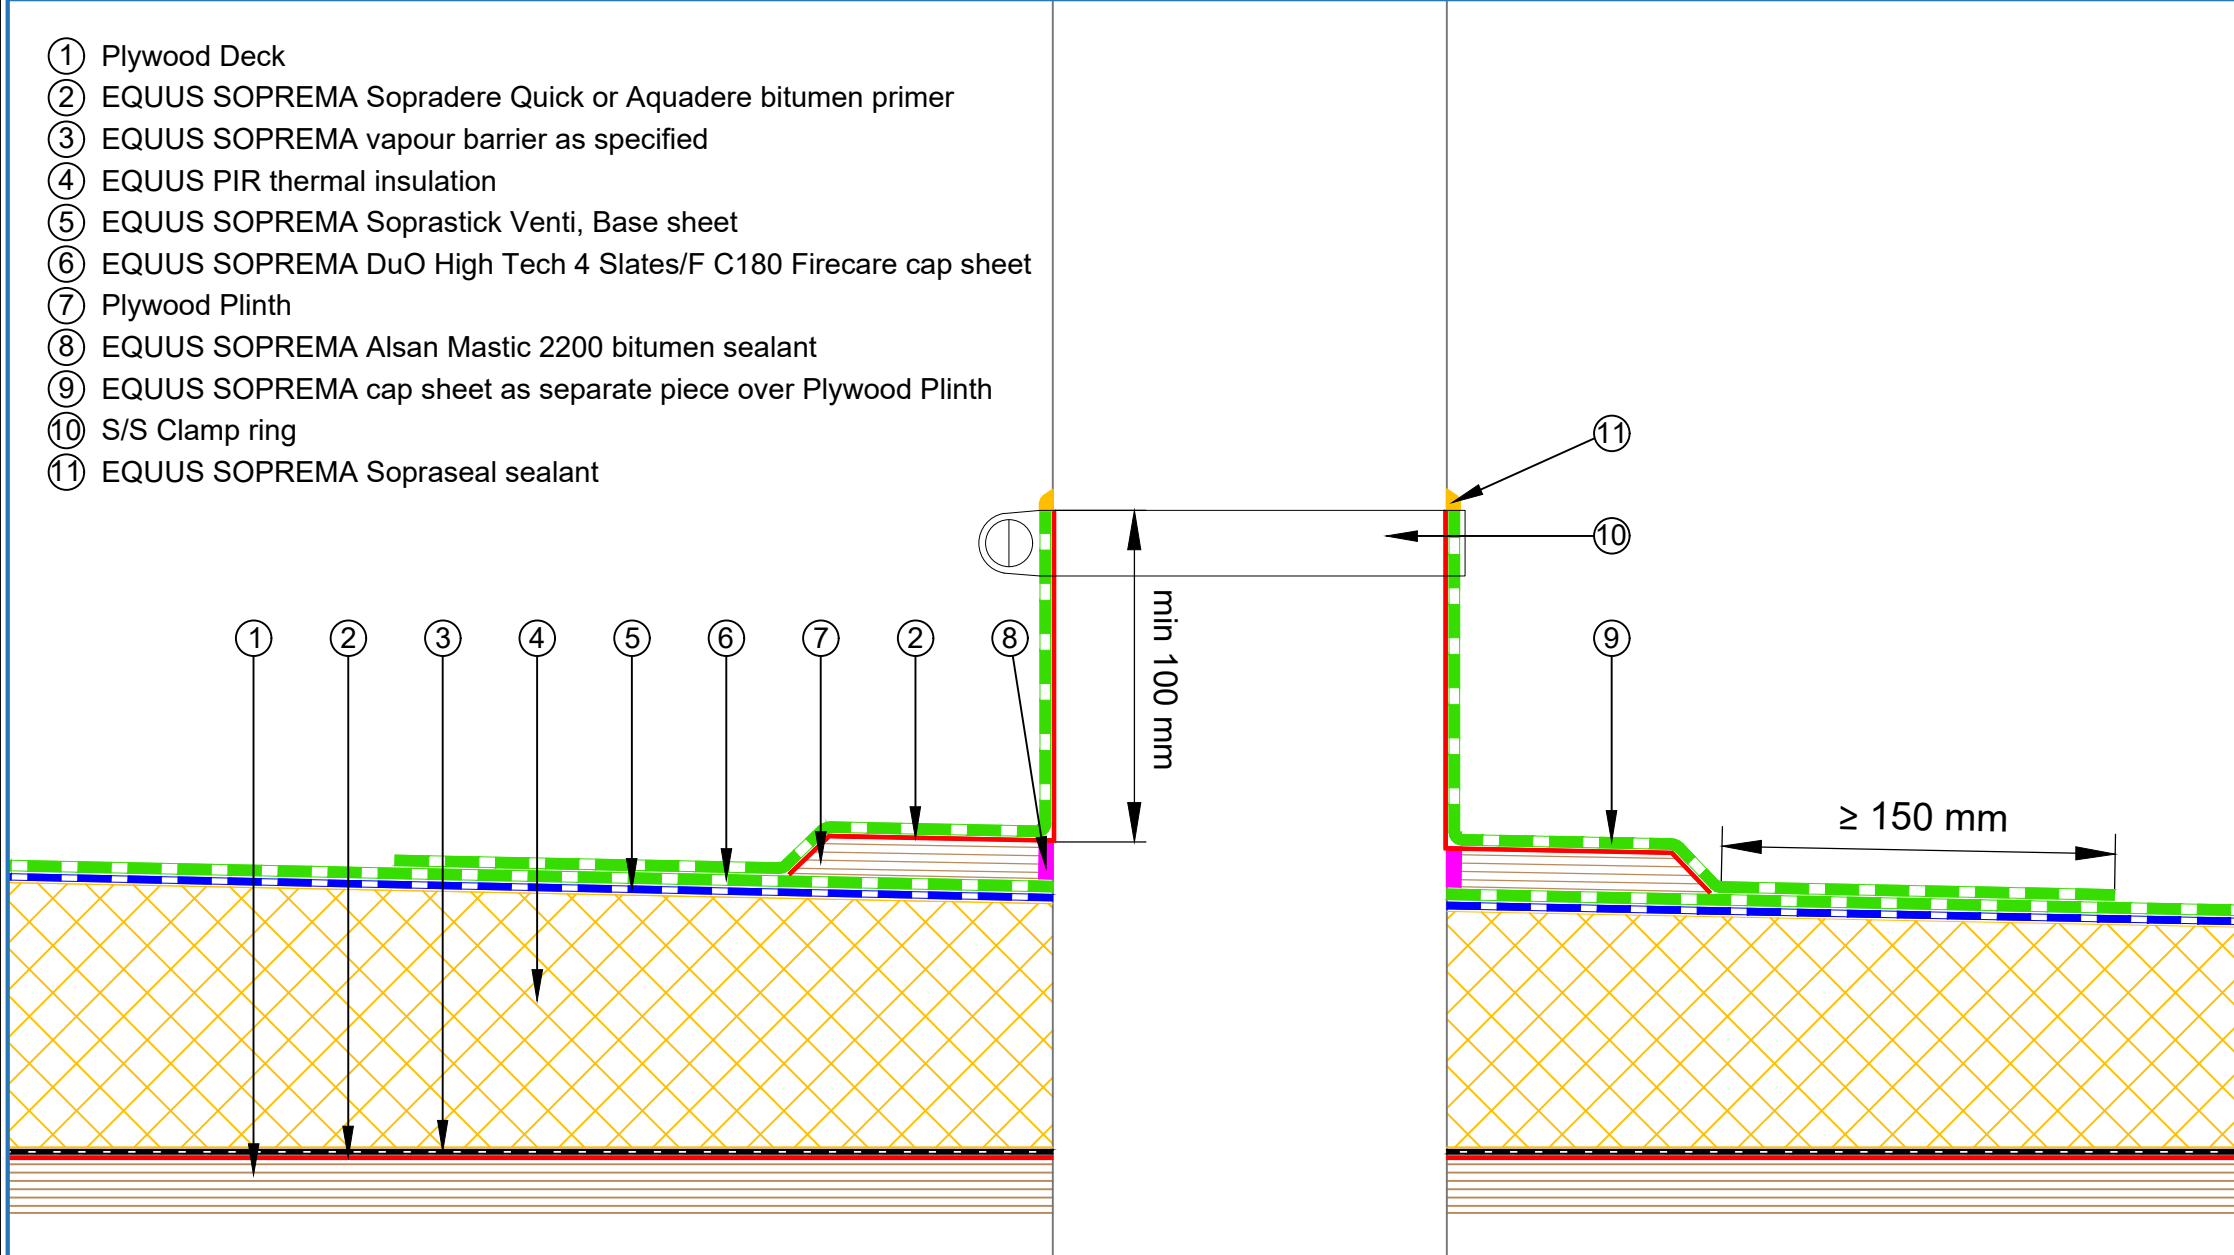 1 Plywood Deck
2 EQUUS SOPREMA Sopradere Quick or Aquadere bitumen primer
3 EQUUS SOPREMA vapour barrier as specified
4 EQUUS PIR thermal insulation
5 EQUUS SOPREMA Soprastick Venti, Base sheet
6 EQUUS SOPREMA DuO High Tech 4 Slates/F C180 Firecare cap sheet
7 Plywood Plinth
8 EQUUS SOPREMA Alsan Mastic 2200 bitumen sealant
9 EQUUS SOPREMA cap sheet as separate piece over Plywood Plinth
10 S/S Clamp ring
11 EQUUS SOPREMA Sopraseal sealant
11
10
1 2 3 4 5 6 7 2 8 9
min 100 mm
≥ 150 mm